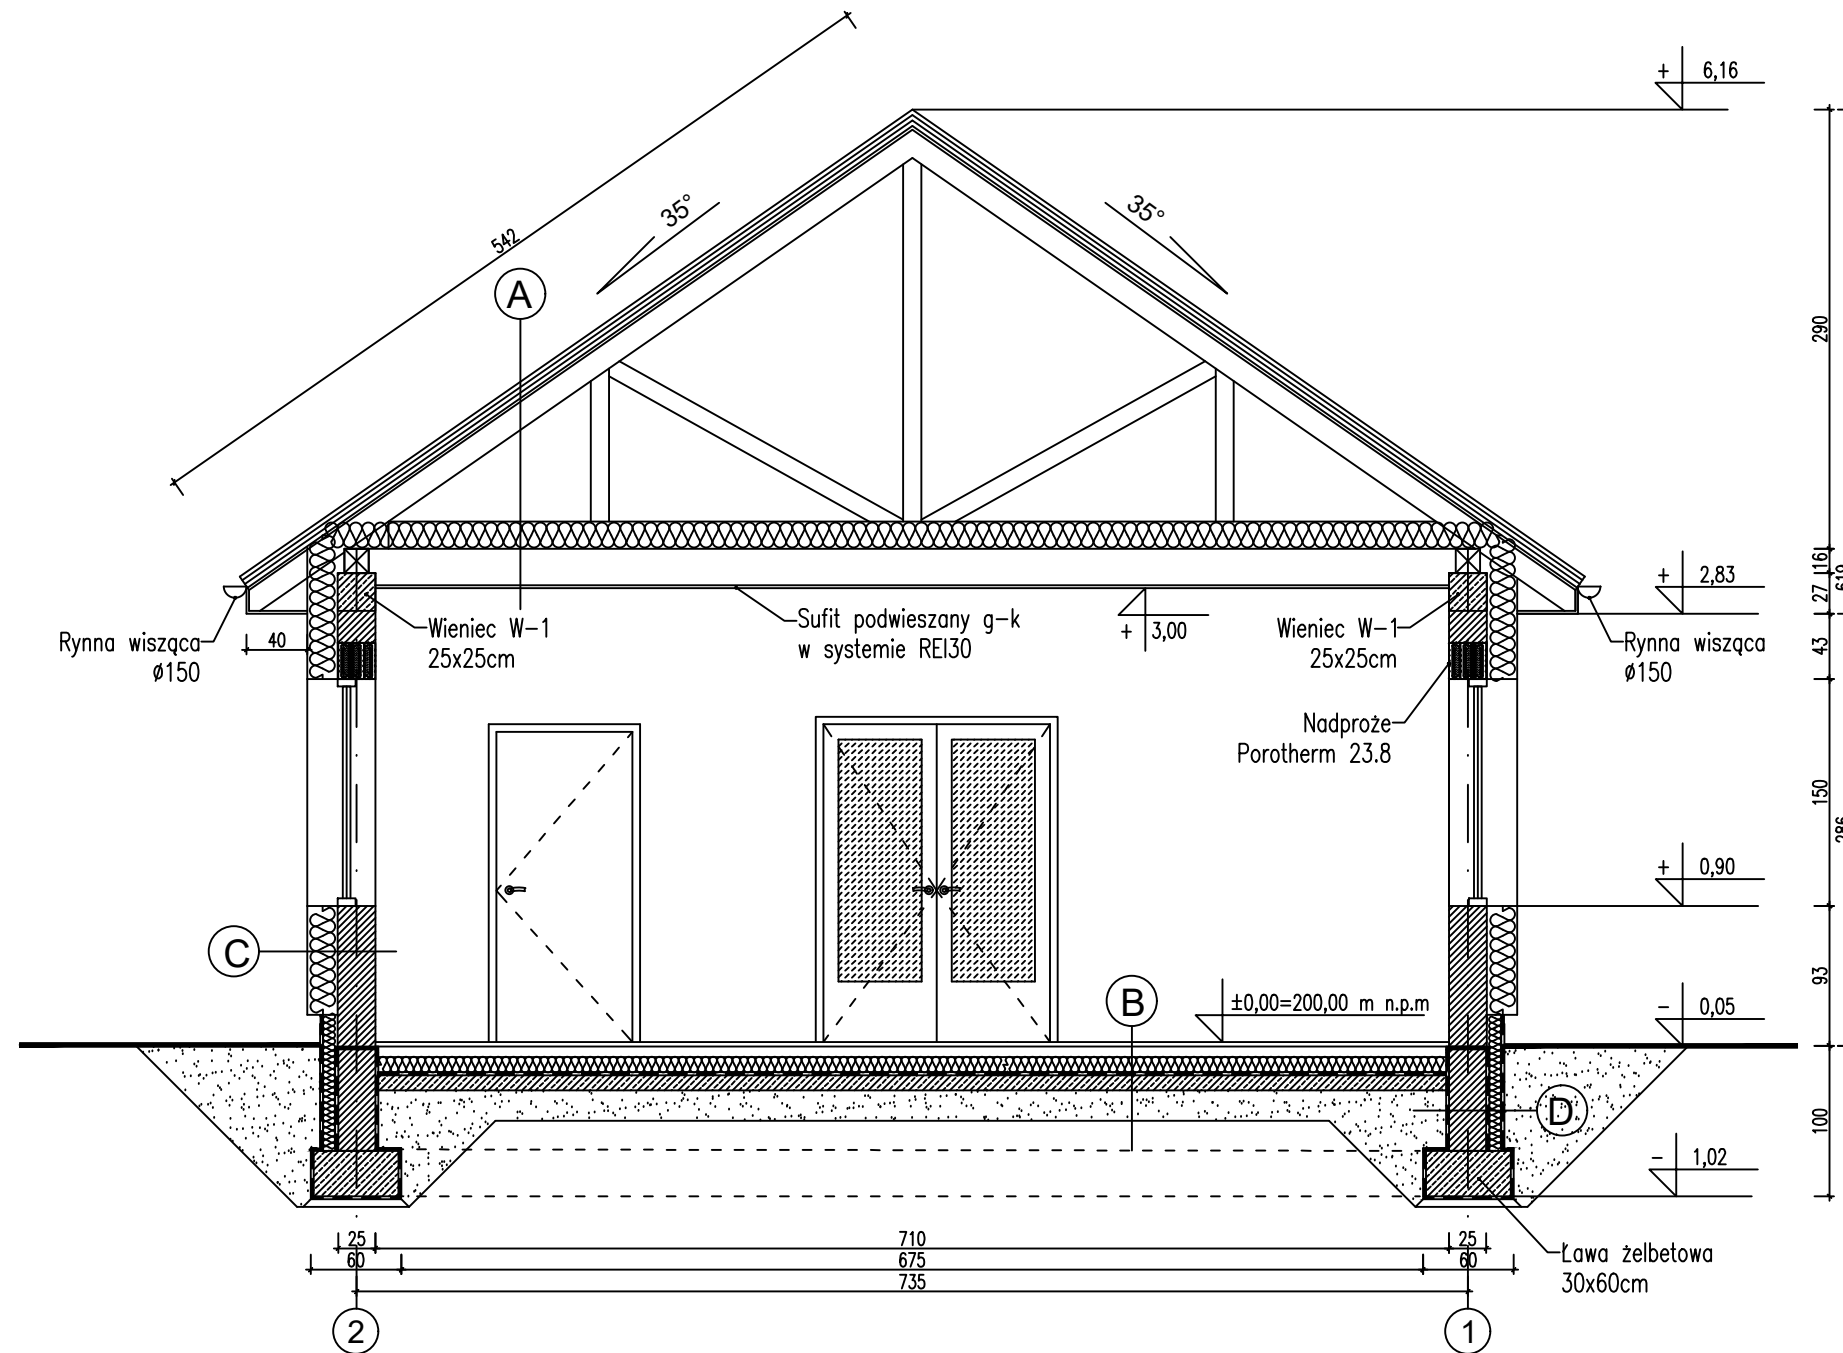 + 6,16
542
35°
35°
A
290
16
+ 2,83
27
Rynna wisząca
ø150
40
Wieniec W-1
25x25cm
Sufit podwieszany g-k
w systemie REI30
+ 3,00
Wieniec W-1
25x25cm
Rynna wisząca
ø150
43
Nadproże
Porotherm 23.8
150
+ 0,90
C
93
B
±0,00=200,00 m n.p.m
- 0,05
D
100
- 1,02
25
710
25
60
675
60
735
Ława żelbetowa
30x60cm
2
1